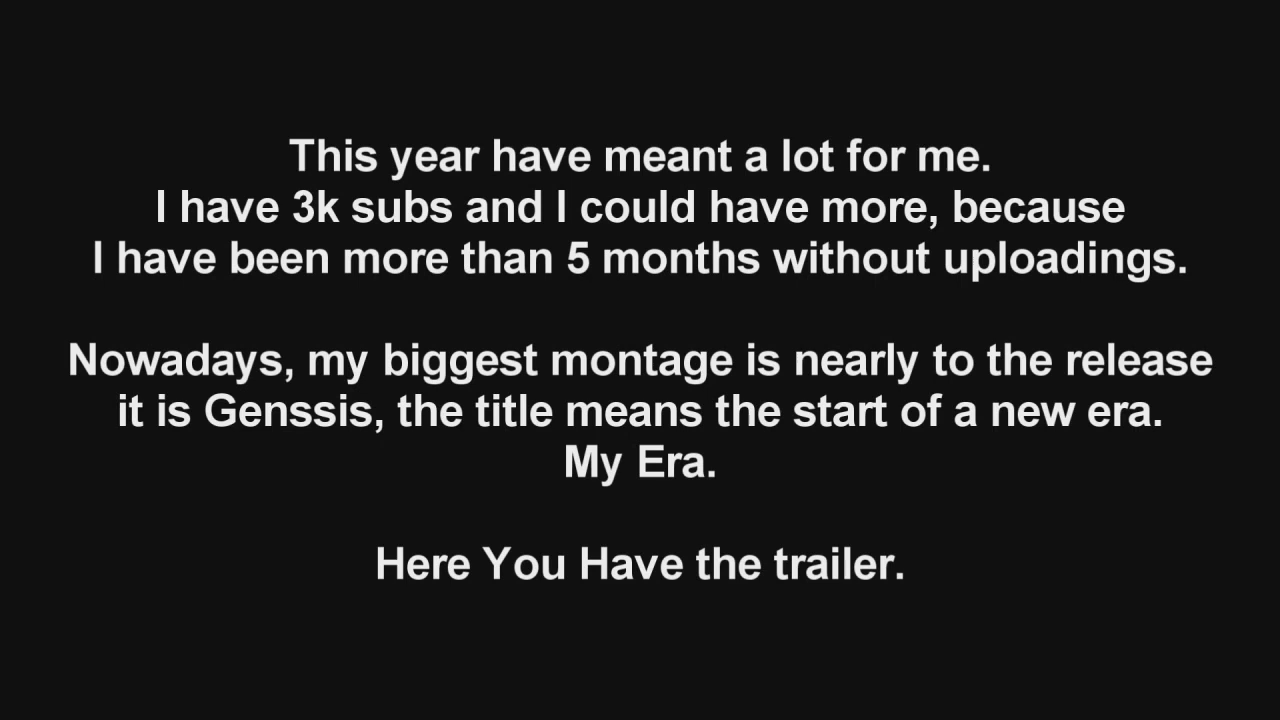 This year have meant a lot for me.
I have 3k subs and I could have more, because
I have been more than 5 months without uploadings.
Nowadays, my biggest montage is nearly to the release
it is Genssis, the title means the start of a new era.
My Era.
Here You Have the trailer.